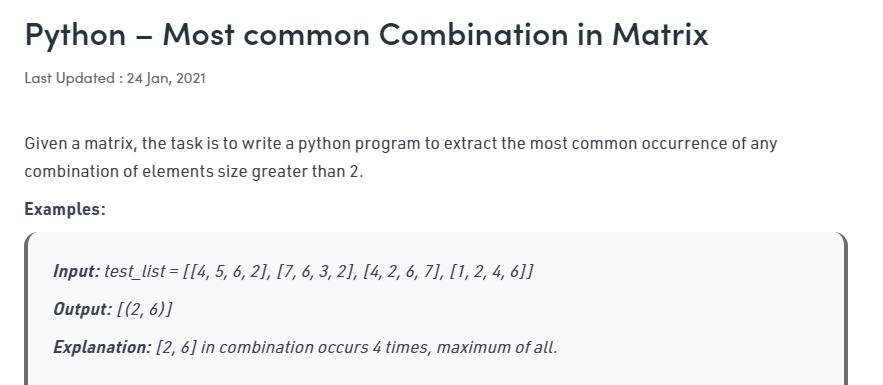 Python – Most common Combination in Matrix
Last Updated : 24 Jan, 2021
Given a matrix, the task is to write a python program to extract the most common occurrence of any
combination of elements size greater than 2.
Examples:
Input: test_list = [[4, 5, 6, 2], [7, 6, 3, 2], [4, 2, 6, 7], [1, 2, 4, 6]]
Output: [(2, 6)]
Explanation: [2, 6] in combination occurs 4 times, maximum of all.